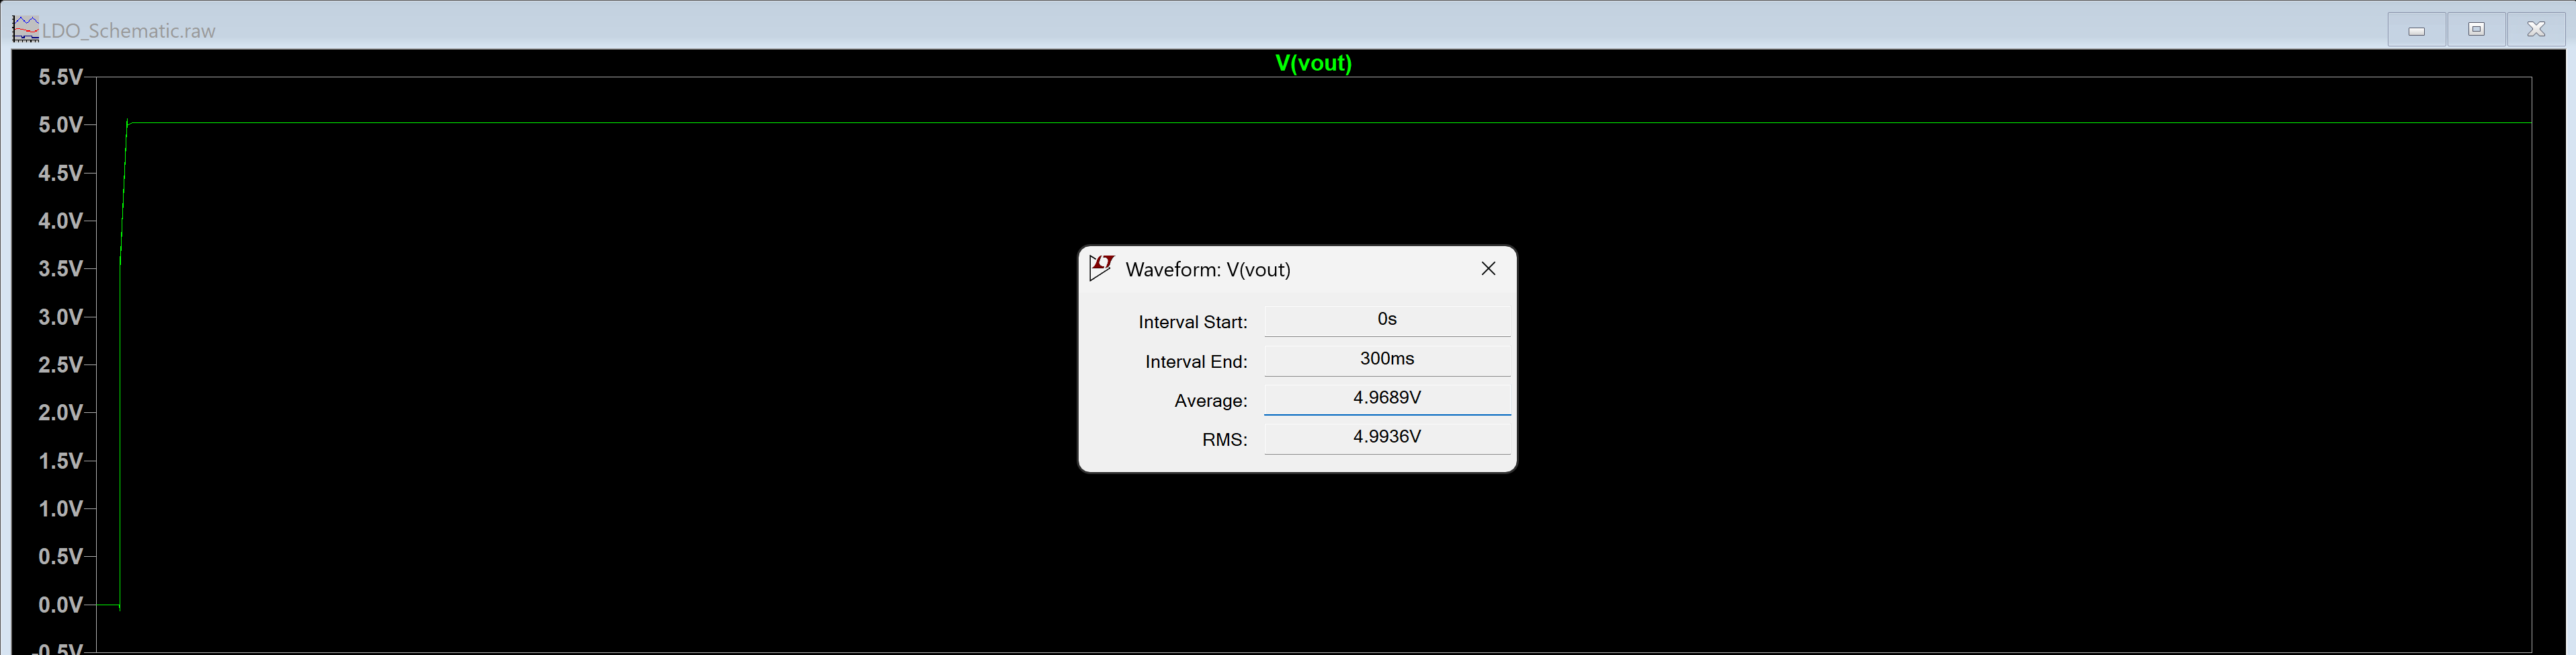 LDO_Schematic.raw
V(vout)
5.5V
5.0V
4.5V
4.0V
3.5V
3.0V
2.5V
2.0V
1.5V
1.0V
0.5V
0.0V
-0.5V
Waveform: V(vout)
Interval Start: 0s
Interval End: 300ms
Average: 4.9689V
RMS: 4.9936V